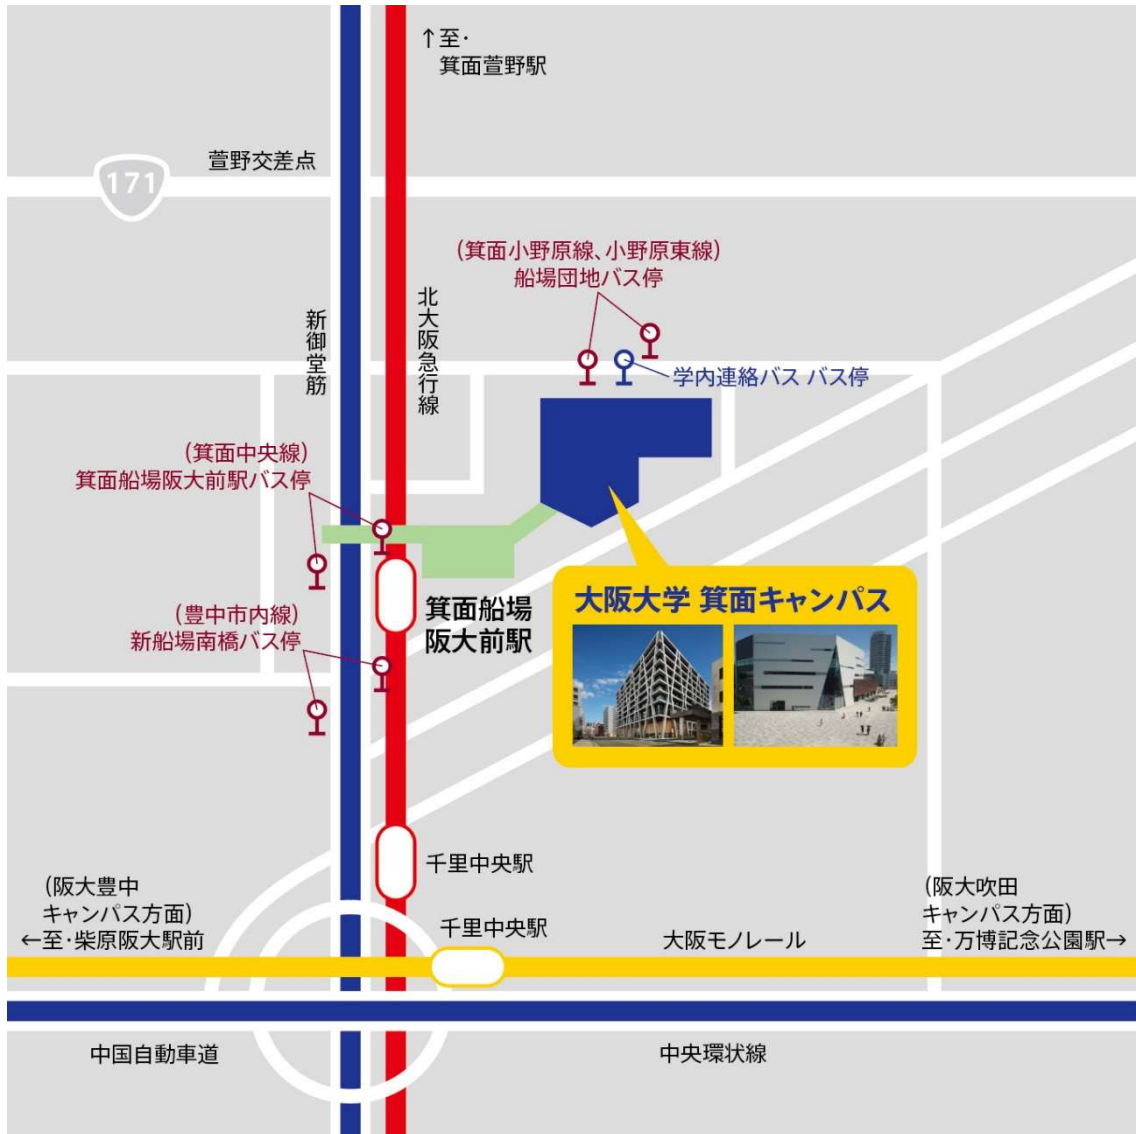 ↑至・
箕面萱野駅
萱野交差点
171
(箕面小野原線、小野原東線)
船場団地バス停
北大阪急行線
新御堂筋
学内連絡バス バス停
(箕面中央線)
箕面船場阪大前駅バス停
大阪大学 箕面キャンパス
箕面船場
阪大前駅
(豊中市内線)
新船場南橋バス停
千里中央駅
(阪大豊中
キャンパス方面)
←至・柴原阪大駅前
千里中央駅
大阪モノレール
(阪大吹田
キャンパス方面)
至・万博記念公園駅→
中国自動車道
中央環状線